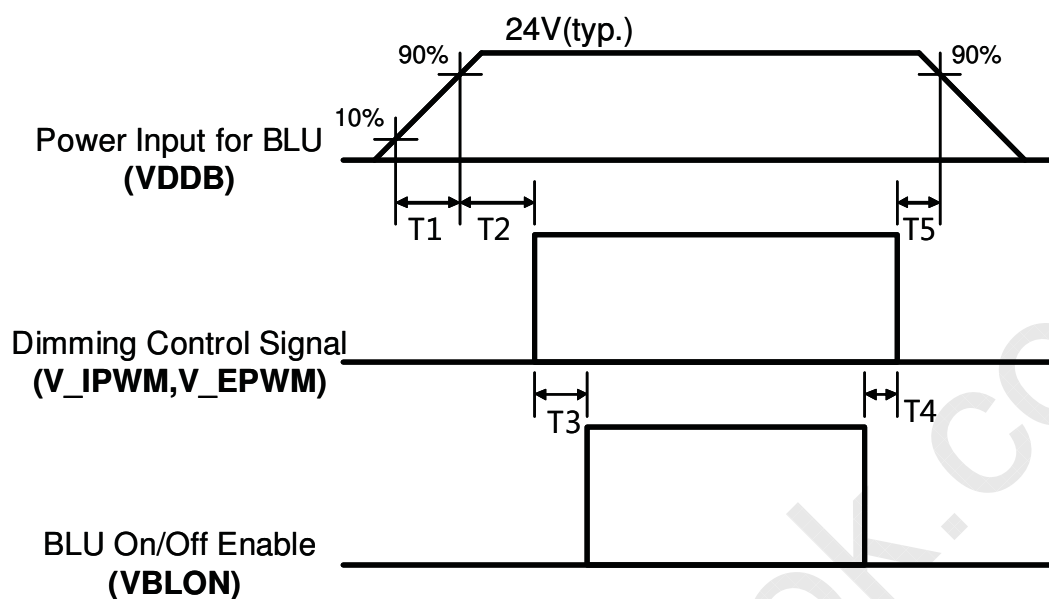 24V(typ.)
90%
90%
10%
Power Input for BLU
(VDDB)
T1
T2
T5
Dimming Control Signal
(V_IPWM,V_EPWM)
T3
T4
BLU On/Off Enable
(VBLON)